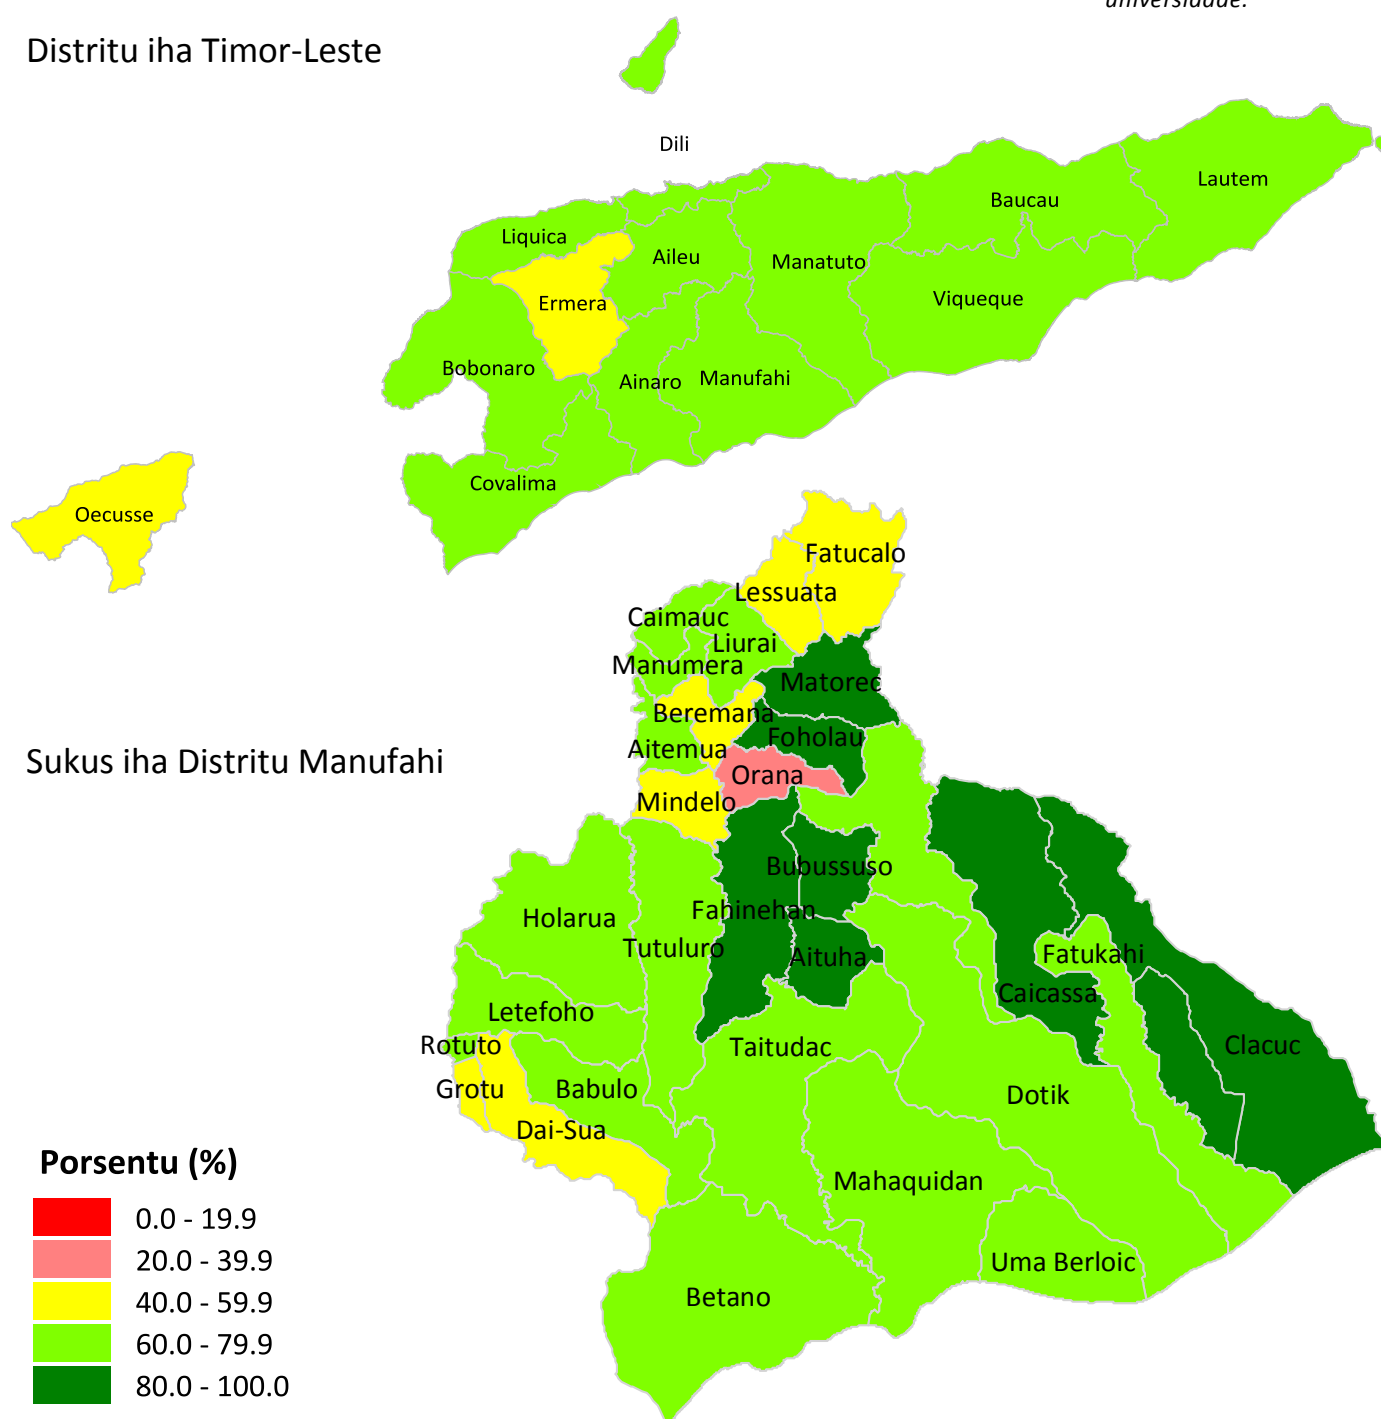 universidade.
Distritu iha Timor-Leste
Dili
Lautem
Baucau
Liquica
Aileu
Manatuto
Viqueque
Ermera
Bobonaro
Ainaro
Manufahi
Covalima
Oecusse
Fatucalo
Lessuata
Caimauc
Liurai
Manumera
Matorec
Beremana
Foholau
Aitemua
Sukus iha Distritu Manufahi
Orana
Mindelo
Bubussuso
Fahinehan
Holarua
Tutuluro
Aituha
Fatukahi
Caicassa
Letefoho
Rotuto
Taitudac
Clacuc
Grotu
Babulo
Dotik
Dai-Sua
Mahaquidan
Uma Berloic
Betano
Porsentu (%)
0.0 - 19.9
20.0 - 39.9
40.0 - 59.9
60.0 - 79.9
80.0 - 100.0